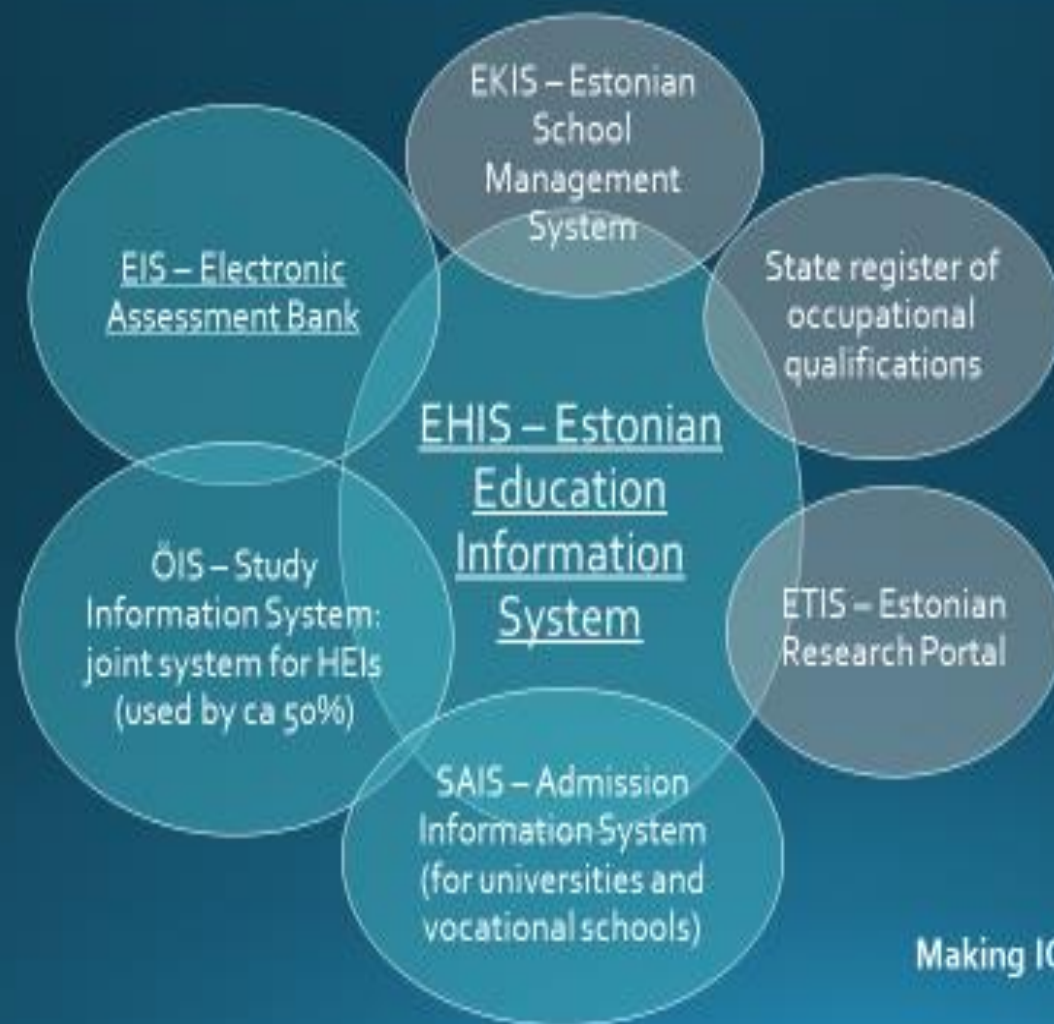 EKIS – Estonian
School
Management
System
EIS – Electronic
Assessment Bank
State register of
occupational
qualifications
EHIS – Estonian
Education
Information
System
ÕIS – Study
Information System:
joint system for HEIs
(used by ca 50%)
ETIS – Estonian
Research Portal
SAIS – Admission
Information System
(for universities and
vocational schools)
Making